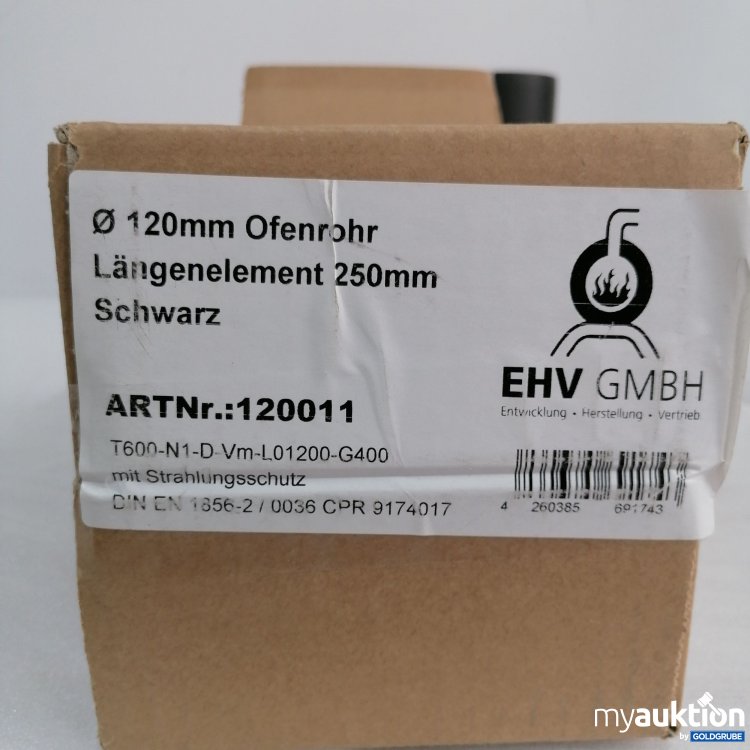 Ø 120mm Ofenrohr
Längenelement 250mm
Schwarz
EHV GMBH
Entwicklung • Herstellung • Vertrieb
ARTNr.:120011
T600-N1-D-Vm-L01200-G400
mit Strahlungsschutz
DIN EN 1856-2 / 0036 CPR 9174017
4 260385 691743
myauktion
by GOLDGRUBE